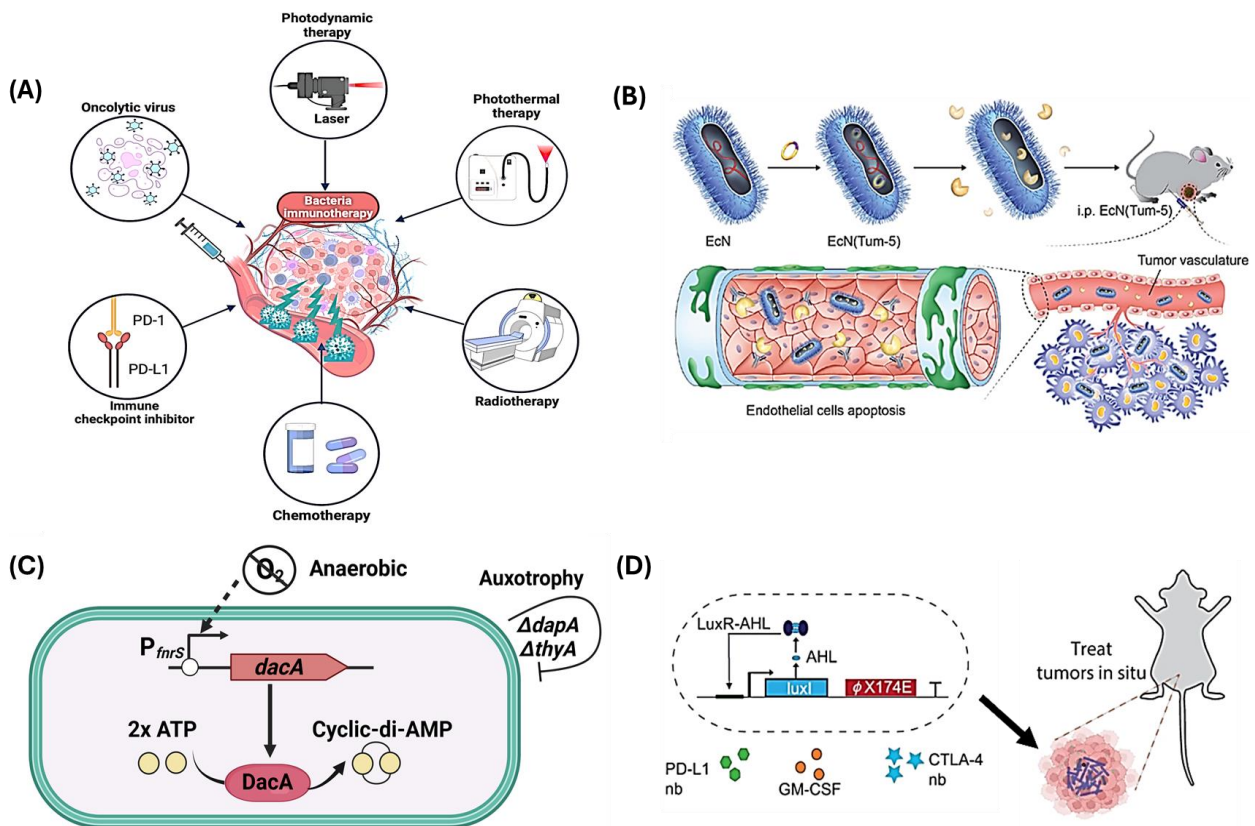 (A)
Photodynamic
therapy
Laser
Oncolytic virus
Photothermal
therapy
Bacteria
immunotherapy
PD-1
PD-L1
Immune
checkpoint inhibitor
Radiotherapy
Chemotherapy
(B)
EcN
EcN(Tum-5)
i.p. EcN(Tum-5)
Tumor vasculature
Endothelial cells apoptosis
(C)
O2
Anaerobic
Auxotrophy
ΔdapA
ΔthyA
PfnrS
dacA
2x ATP
Cyclic-di-AMP
DacA
(D)
LuxR-AHL
AHL
luxI
ϕX174E
PD-L1
nb
GM-CSF
CTLA-4
nb
Treat
tumors in situ